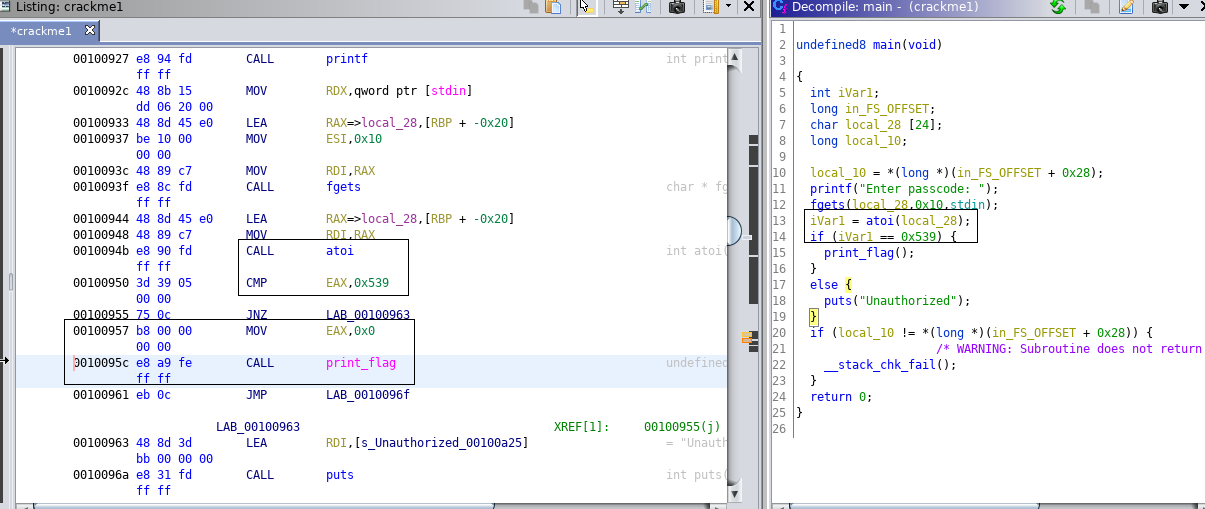 Listing: crackme1
*crackme1
00100927 e8 94 fd CALL printf int print
ff ff
0010092c 48 8b 15 MOV RDX,qword ptr [stdin]
dd 06 20 00
00100933 48 8d 45 e0 LEA RAX=>local_28,[RBP + -0x20]
00100937 be 10 00 MOV ESI,0x10
00 00
0010093c 48 89 c7 MOV RDI,RAX
0010093f e8 8c fd CALL fgets char * fg
ff ff
00100944 48 8d 45 e0 LEA RAX=>local_28,[RBP + -0x20]
00100948 48 89 c7 MOV RDI,RAX
0010094b e8 90 fd CALL atoi int atoi(
ff ff
00100950 3d 39 05 CMP EAX,0x539
00 00
00100955 75 0c JNZ LAB_00100963
00100957 b8 00 00 MOV EAX,0x0
00 00
0010095c e8 a9 fe CALL print_flag undefined
ff ff
00100961 eb 0c JMP LAB_0010096f
LAB_00100963 XREF[1]: 00100955(j)
00100963 48 8d 3d LEA RDI,[s_Unauthorized_00100a25] = "Unauth
bb 00 00 00
0010096a e8 31 fd CALL puts int puts(
ff ff
Decompile: main - (crackme1)
1
2 undefined8 main(void)
3
4 {
5 int iVar1;
6 long in_FS_OFFSET;
7 char local_28 [24];
8 long local_10;
9
10 local_10 = *(long *)(in_FS_OFFSET + 0x28);
11 printf("Enter passcode: ");
12 fgets(local_28,0x10,stdin);
13 iVar1 = atoi(local_28);
14 if (iVar1 == 0x539) {
15 print_flag();
16 }
17 else {
18 puts("Unauthorized");
19 }
20 if (local_10 != *(long *)(in_FS_OFFSET + 0x28)) {
21 /* WARNING: Subroutine does not return
22 __stack_chk_fail();
23 }
24 return 0;
25 }
26